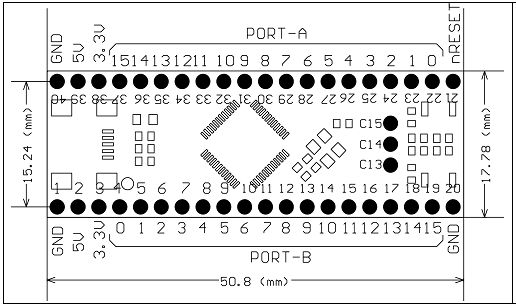 PORT-A
GND 5V 3.3V 15 14 13 12 11 10 9 8 7 6 5 4 3 2 1 0 nRESET
40 39 38 37 36 35 34 33 32 31 30 29 28 27 26 25 24 23 22 21
C15
C14
C13
15.24 (mm)
17.78 (mm)
1 2 3 4 5 6 7 8 9 10 11 12 13 14 15 16 17 18 19 20
GND 5V 3.3V 0 1 2 3 4 5 6 7 8 9 10 11 12 13 14 15 GND
PORT-B
50.8 (mm)